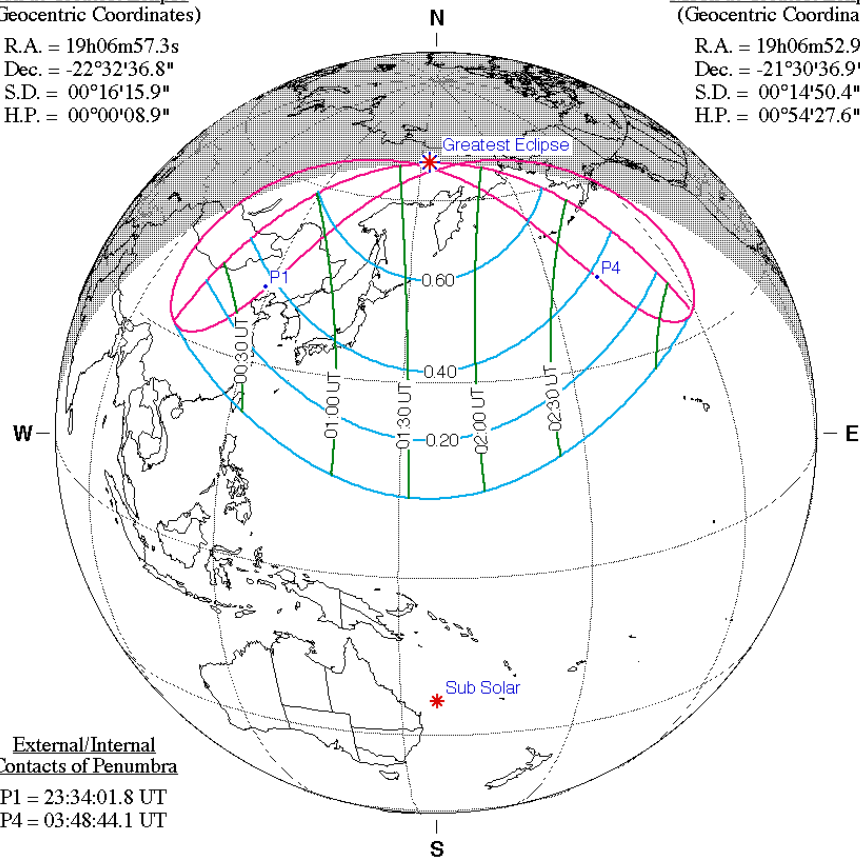 (Geocentric Coordinates)
R.A. = 19h06m57.3s
Dec. = -22°32'36.8"
S.D. = 00°16'15.9"
H.P. = 00°00'08.9"
N
(Geocentric Coordina
R.A. = 19h06m52.9
Dec. = -21°30'36.9'
S.D. = 00°14'50.4"
H.P. = 00°54'27.6"
Greatest Eclipse
P1
P4
0.60
0.40
0.20
00:30 UT
01:00 UT
01:30 UT
02:00 UT
02:30 UT
W
E
Sub Solar
External/Internal
Contacts of Penumbra
P1 = 23:34:01.8 UT
P4 = 03:48:44.1 UT
S